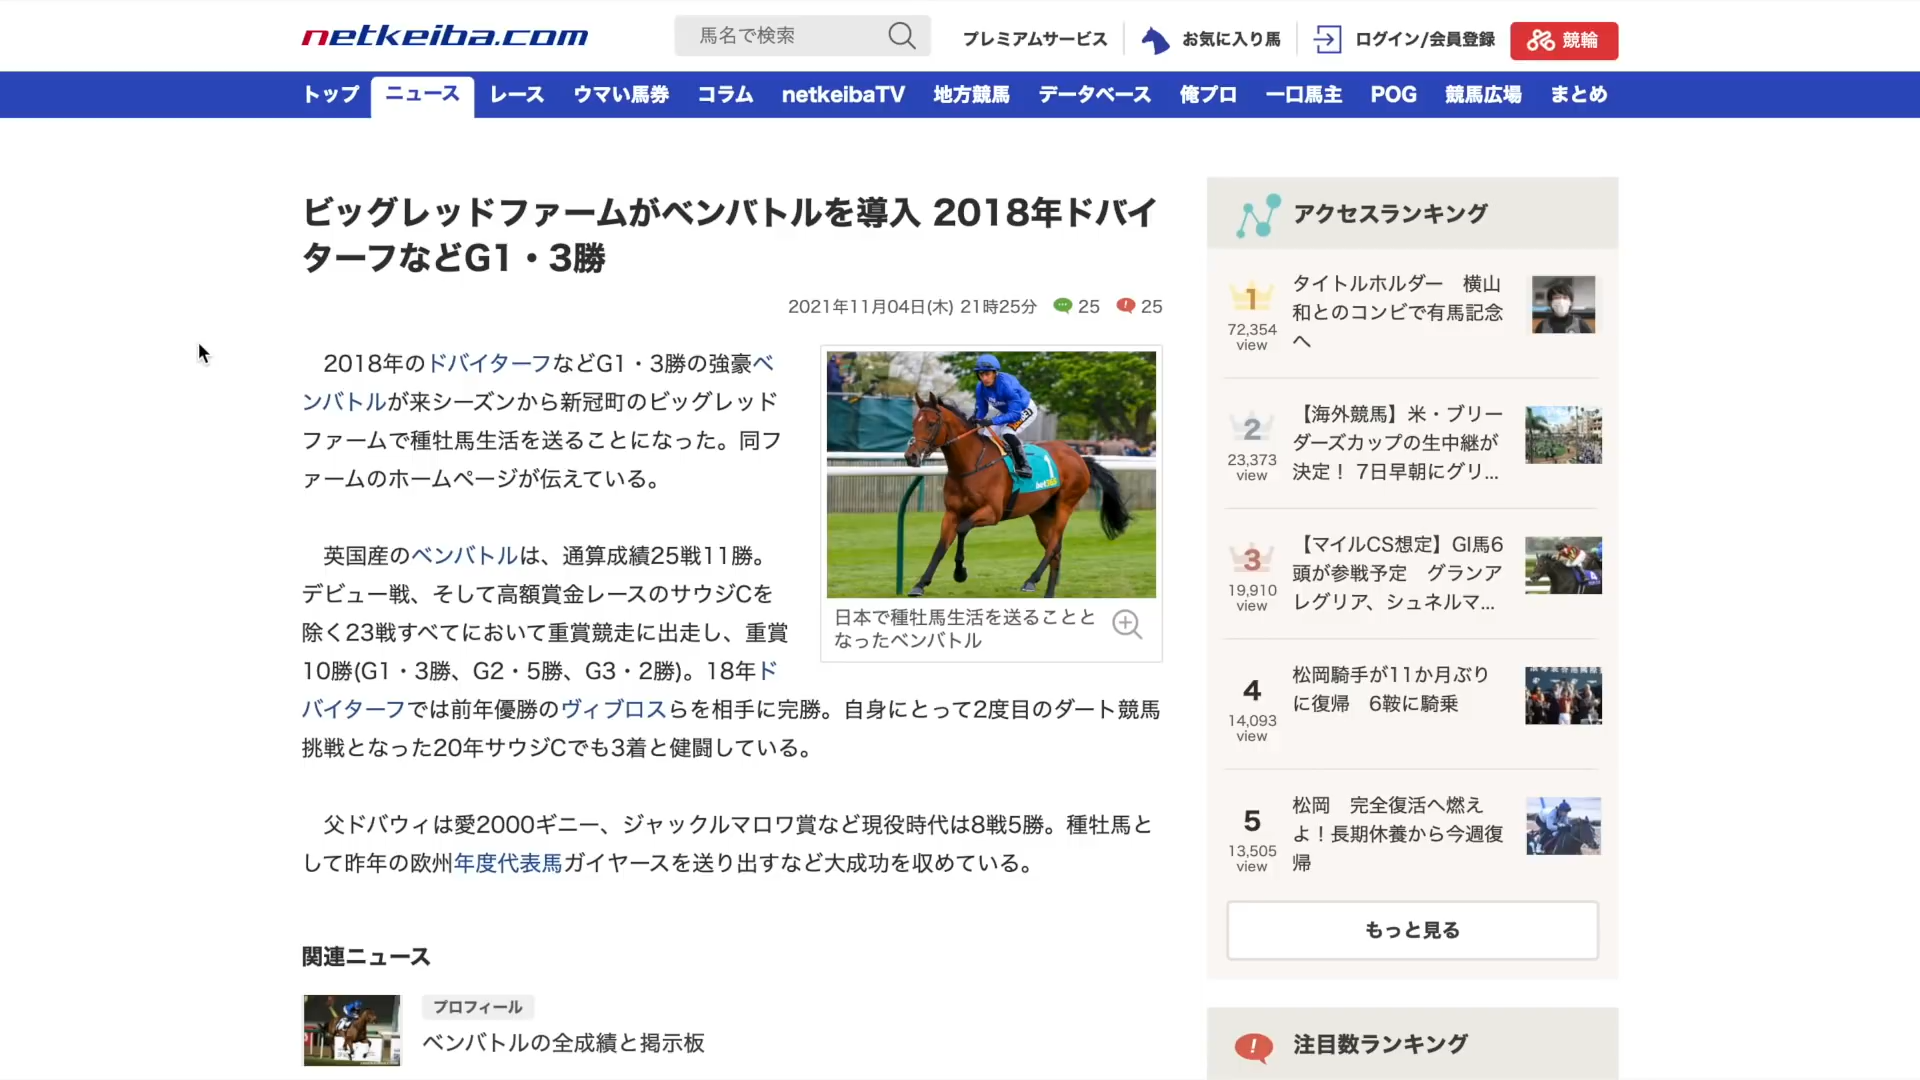 netkeiba.com
馬名で検索
プレミアムサービス
お気に入り馬
ログイン/会員登録
競輪
トップ ニュース レース ウマい馬券 コラム netkeibaTV 地方競馬 データベース 俺プロ 一口馬主 POG 競馬広場 まとめ
ビッグレッドファームがベンバトルを導入 2018年ドバイ
ターフなどG1・3勝
2021年11月04日(木) 21時25分 25 25
2018年のドバイターフなどG1・3勝の強豪ベ
ンバトルが来シーズンから新冠町のビッグレッド
ファームで種牡馬生活を送ることになった。同フ
ァームのホームページが伝えている。
日本で種牡馬生活を送ることと
なったベンバトル
英国産のベンバトルは、通算成績25戦11勝。
デビュー戦、そして高額賞金レースのサウジCを
除く23戦すべてにおいて重賞競走に出走し、重賞
10勝(G1・3勝、G2・5勝、G3・2勝)。18年ド
バイターフでは前年優勝のヴィブロスらを相手に完勝。自身にとって2度目のダート競馬
挑戦となった20年サウジCでも3着と健闘している。
父ドバウィは愛2000ギニー、ジャックルマロワ賞など現役時代は8戦5勝。種牡馬と
して昨年の欧州年度代表馬ガイヤースを送り出すなど大成功を収めている。
関連ニュース
プロフィール
ベンバトルの全成績と掲示板
アクセスランキング
1
72,354
view
タイトルホルダー　横山
和とのコンビで有馬記念
へ
2
23,373
view
【海外競馬】米・ブリー
ダーズカップの生中継が
決定！ 7日早朝にグリ...
3
19,910
view
【マイルCS想定】GI馬6
頭が参戦予定　グランア
レグリア、シュネルマ...
4
14,093
view
松岡騎手が11か月ぶり
に復帰　6鞍に騎乗
5
13,505
view
松岡　完全復活へ燃え
よ！長期休養から今週復
帰
もっと見る
注目数ランキング